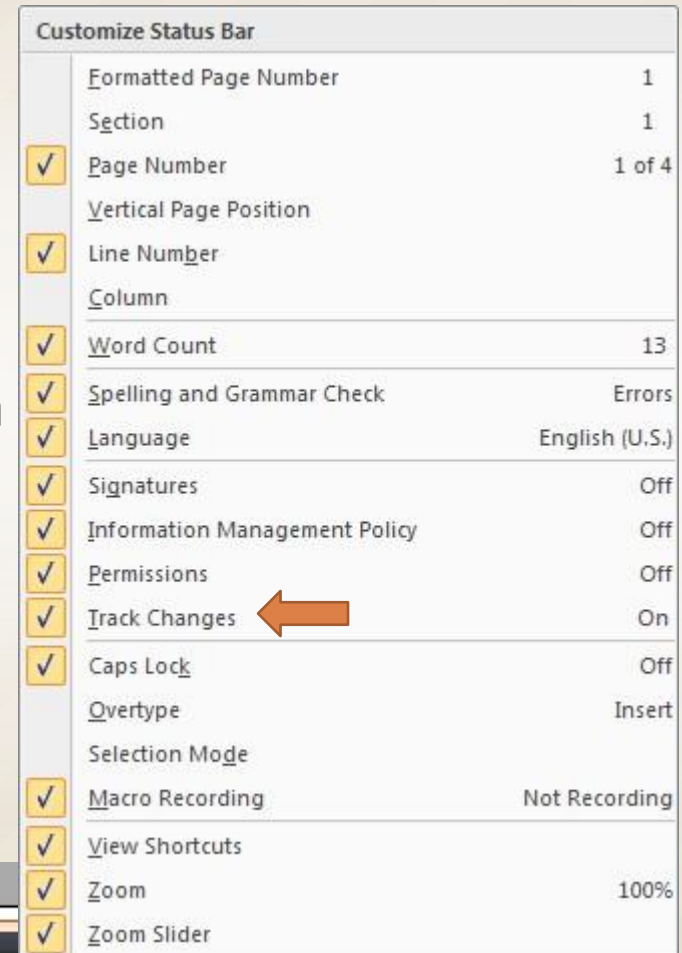 Customize Status Bar
Formatted Page Number 1
Section 1
Page Number 1 of 4
Vertical Page Position
Line Number
Column
Word Count 13
Spelling and Grammar Check Errors
Language English (U.S.)
Signatures Off
Information Management Policy Off
Permissions Off
Track Changes On
Caps Lock Off
Overtype Insert
Selection Mode
Macro Recording Not Recording
View Shortcuts
Zoom 100%
Zoom Slider